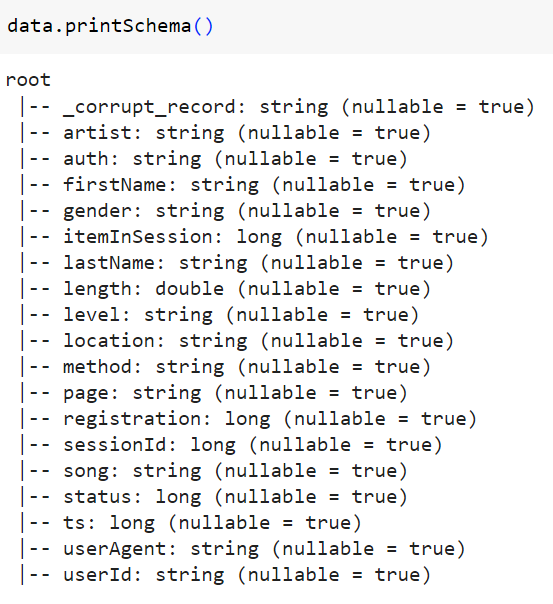 data.printSchema()
root
|-- _corrupt_record: string (nullable = true)
|-- artist: string (nullable = true)
|-- auth: string (nullable = true)
|-- firstName: string (nullable = true)
|-- gender: string (nullable = true)
|-- itemInSession: long (nullable = true)
|-- lastName: string (nullable = true)
|-- length: double (nullable = true)
|-- level: string (nullable = true)
|-- location: string (nullable = true)
|-- method: string (nullable = true)
|-- page: string (nullable = true)
|-- registration: long (nullable = true)
|-- sessionId: long (nullable = true)
|-- song: string (nullable = true)
|-- status: long (nullable = true)
|-- ts: long (nullable = true)
|-- userAgent: string (nullable = true)
|-- userId: string (nullable = true)